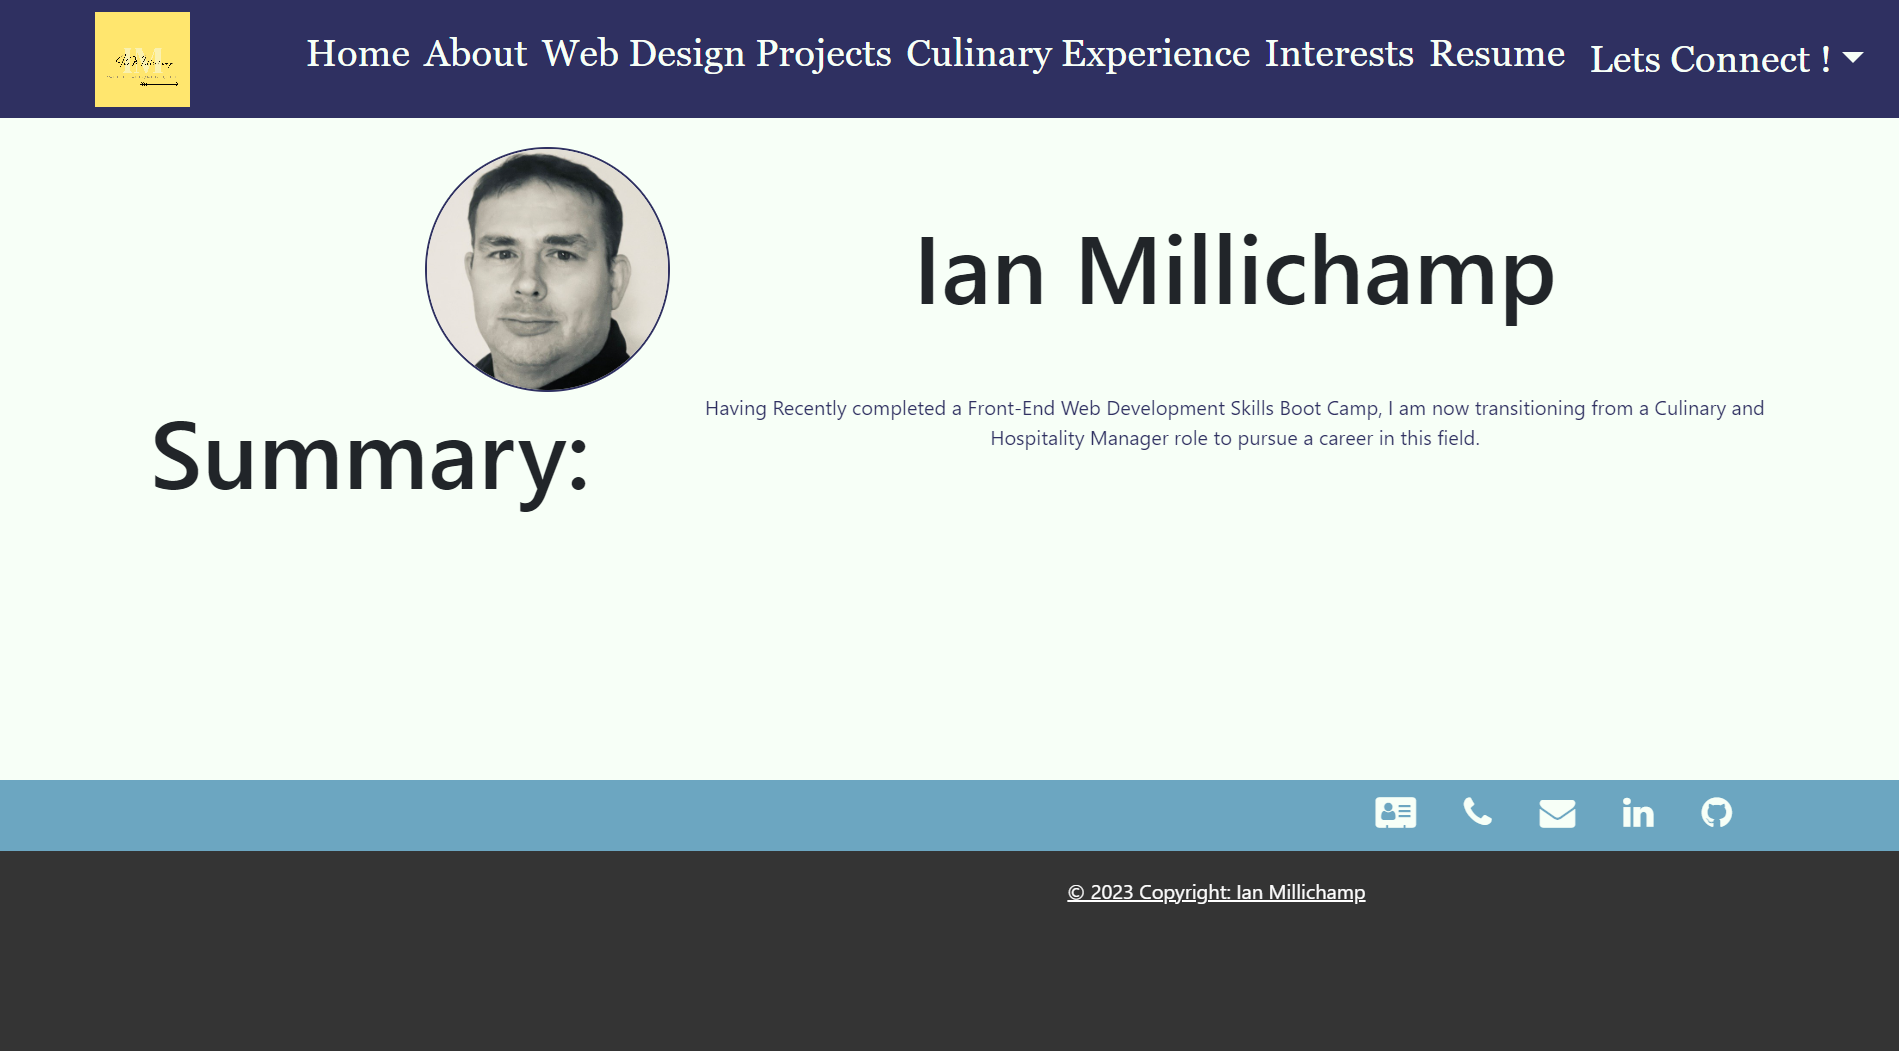 Home About Web Design Projects Culinary Experience Interests Resume Lets Connect !
Ian Millichamp
Summary:
Having Recently completed a Front-End Web Development Skills Boot Camp, I am now transitioning from a Culinary and
Hospitality Manager role to pursue a career in this field.
© 2023 Copyright: Ian Millichamp